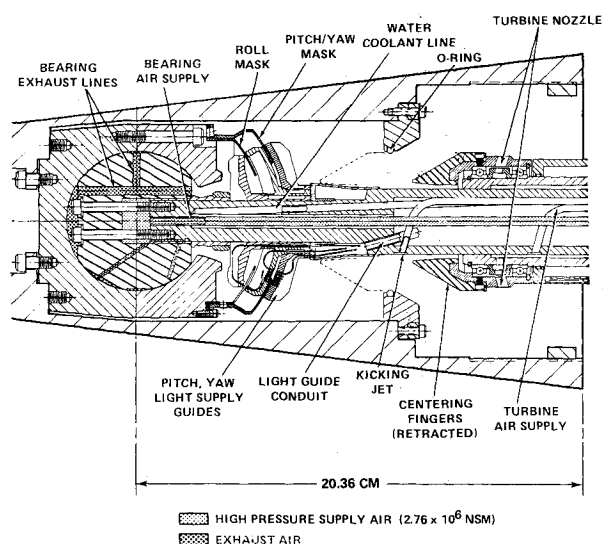 TURBINE NOZZLE
WATER
COOLANT LINE
PITCH/YAW
MASK
ROLL
MASK
BEARING
AIR SUPPLY
BEARING
EXHAUST LINES
O-RING
PITCH, YAW
LIGHT SUPPLY
GUIDES
LIGHT GUIDE
CONDUIT
KICKING
JET
CENTERING
FINGERS
(RETRACTED)
TURBINE
AIR SUPPLY
20.36 CM
HIGH PRESSURE SUPPLY AIR (2.76 x 10⁶ NSM)
EXHAUST AIR